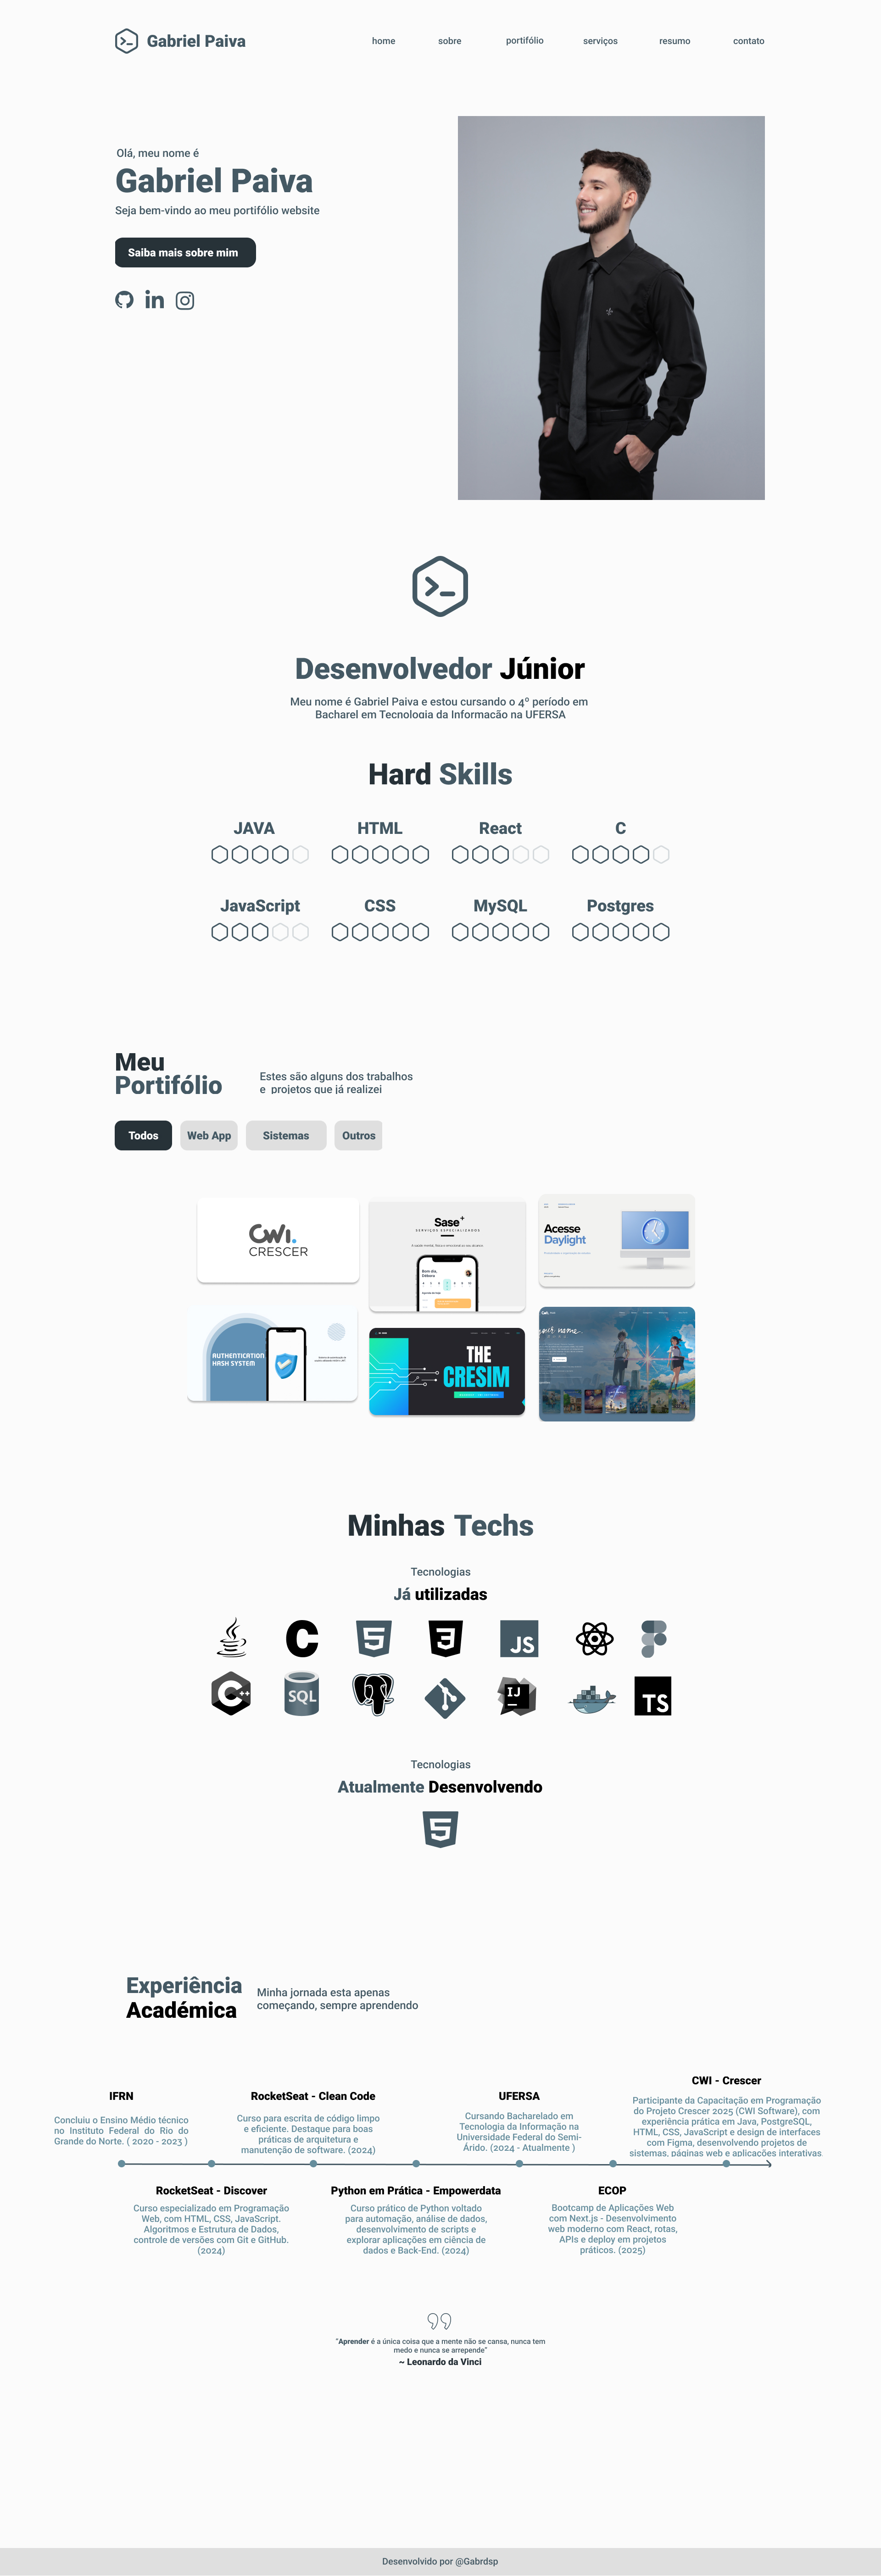 Gabriel Paiva
home
sobre
portifólio
serviços
resumo
contato
Olá, meu nome é
Gabriel Paiva
Seja bem-vindo ao meu portifólio website
Saiba mais sobre mim
in
Desenvolvedor Júnior
Meu nome é Gabriel Paiva e estou cursando o 4º período em
Bacharel em Tecnologia da Informação na UFERSA
Hard Skills
JAVA
HTML
React
C
JavaScript
CSS
MySQL
Postgres
Meu
Portifólio
Estes são alguns dos trabalhos
e projetos que já realizei
Todos
Web App
Sistemas
Outros
CWI.
CRESCER
Sase+
SERVIÇOS ESPECIALIZADOS
Bom dia,
Débora
Acesse
Daylight
AUTHENTICATION
HASH SYSTEM
THE
CRESIM
your name.
Minhas Techs
Tecnologias
Já utilizadas
C
5
3
JS
C++
SQL
IJ
TS
Tecnologias
Atualmente Desenvolvendo
5
Experiência
Académica
Minha jornada esta apenas
começando, sempre aprendendo
IFRN
Concluiu o Ensino Médio técnico
no Instituto Federal do Rio do
Grande do Norte. ( 2020 - 2023 )
RocketSeat - Clean Code
Curso para escrita de código limpo
e eficiente. Destaque para boas
práticas de arquitetura e
manutenção de software. (2024)
UFERSA
Cursando Bacharelado em
Tecnologia da Informação na
Universidade Federal do Semi-
Árido. (2024 - Atualmente )
CWI - Crescer
Participante da Capacitação em Programação
do Projeto Crescer 2025 (CWI Software), com
experiência prática em Java, PostgreSQL,
HTML, CSS, JavaScript e design de interfaces
com Figma, desenvolvendo projetos de
sistemas, páginas web e aplicações interativas.
RocketSeat - Discover
Curso especializado em Programação
Web, com HTML, CSS, JavaScript.
Algoritmos e Estrutura de Dados,
controle de versões com Git e GitHub.
(2024)
Python em Prática - Empowerdata
Curso prático de Python voltado
para automação, análise de dados,
desenvolvimento de scripts e
explorar aplicações em ciência de
dados e Back-End. (2024)
ECOP
Bootcamp de Aplicações Web
com Next.js - Desenvolvimento
web moderno com React, rotas,
APIs e deploy em projetos
práticos. (2025)
"Aprender é a única coisa que a mente não se cansa, nunca tem
medo e nunca se arrepende"
~ Leonardo da Vinci
Desenvolvido por @Gabrdsp